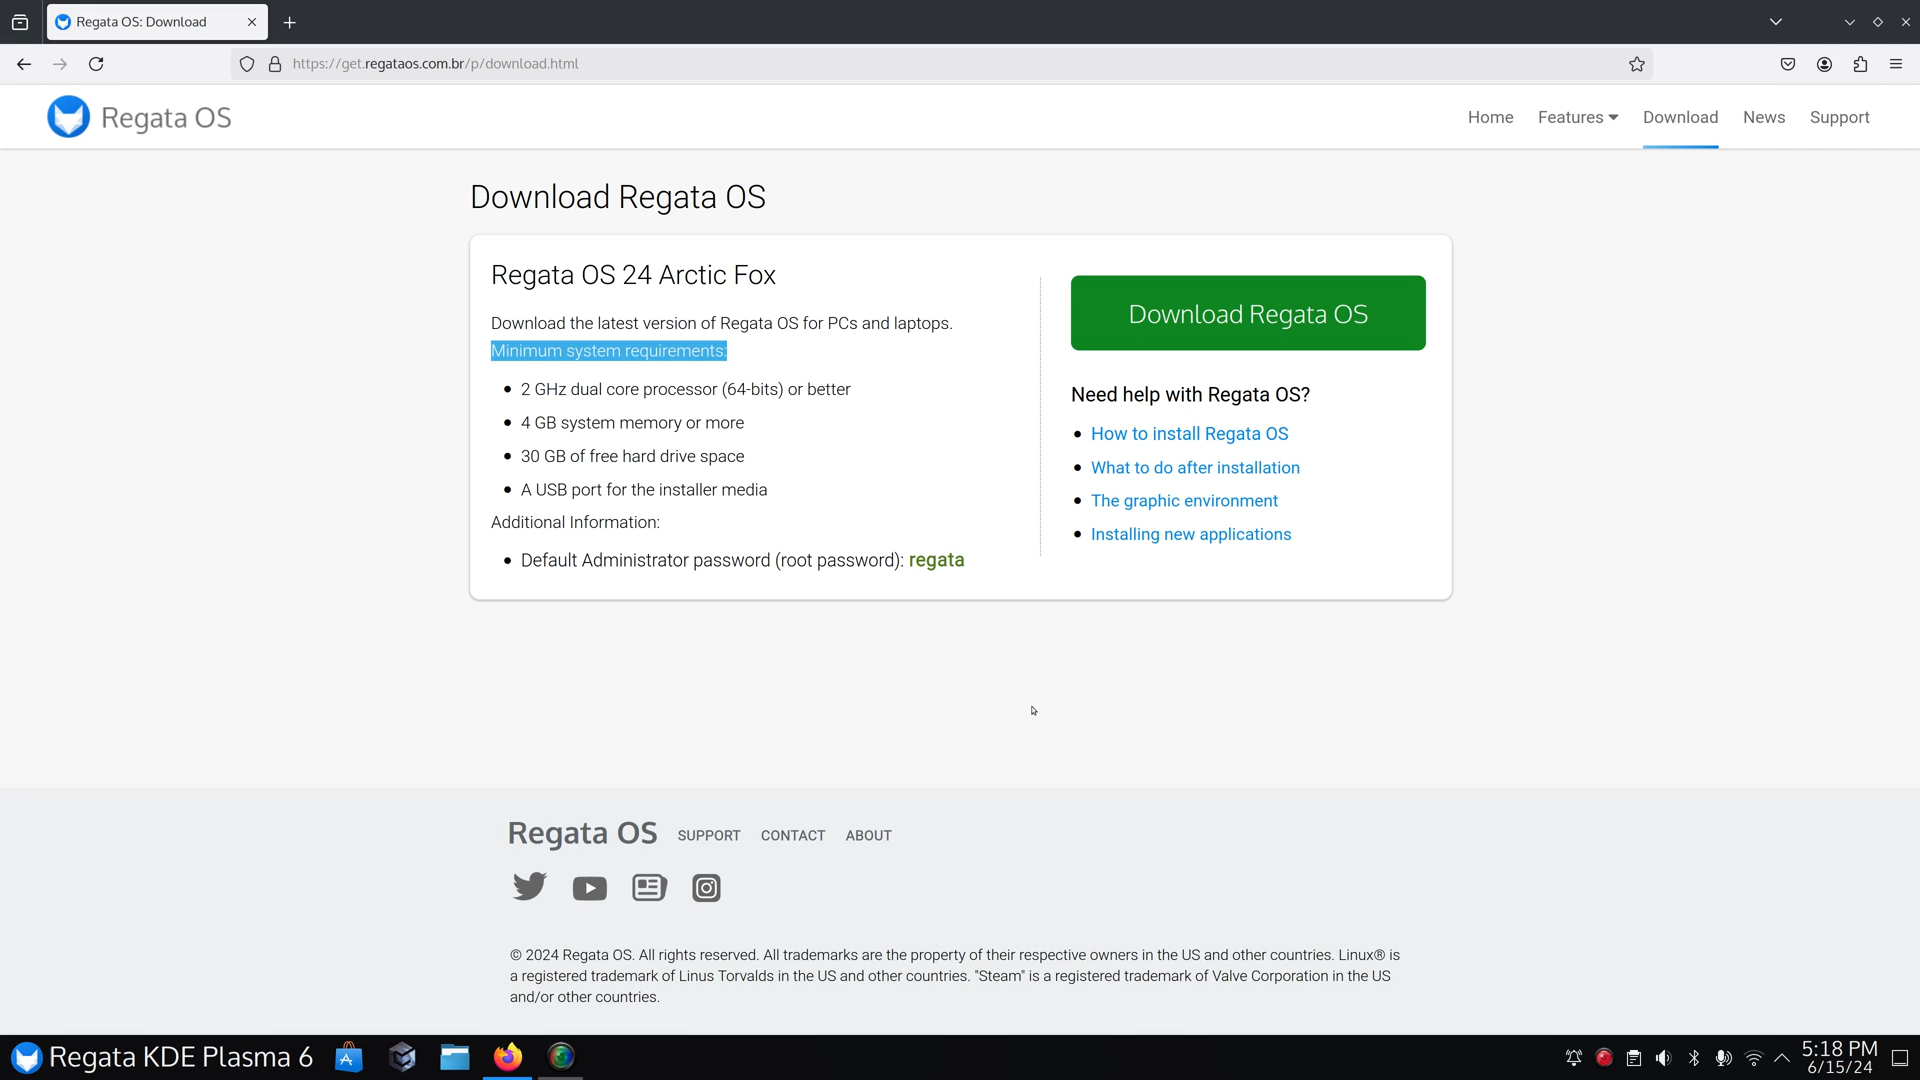 Regata OS: Download
https://get.regataos.com.br/p/download.html
Regata OS
Home Features Download News Support
Download Regata OS
Regata OS 24 Arctic Fox
Download the latest version of Regata OS for PCs and laptops.
Minimum system requirements:
2 GHz dual core processor (64-bits) or better
4 GB system memory or more
30 GB of free hard drive space
A USB port for the installer media
Additional Information:
Default Administrator password (root password): regata
Download Regata OS
Need help with Regata OS?
How to install Regata OS
What to do after installation
The graphic environment
Installing new applications
Regata OS SUPPORT CONTACT ABOUT
© 2024 Regata OS. All rights reserved. All trademarks are the property of their respective owners in the US and other countries. Linux® is
a registered trademark of Linus Torvalds in the US and other countries. "Steam" is a registered trademark of Valve Corporation in the US
and/or other countries.
Regata KDE Plasma 6
5:18 PM
6/15/24